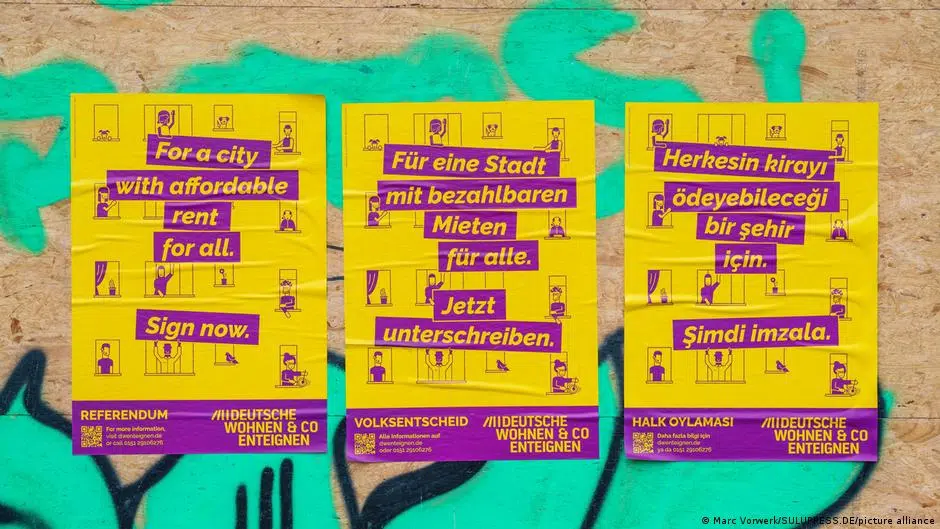 For a city
with affordable
rent
for all.
Sign now.
REFERENDUM
For more information,
visit dwenteignen.de
or call 0151 29106276
DEUTSCHE
WOHNEN & CO
ENTEIGNEN
Für eine Stadt
mit bezahlbaren
Mieten
für alle.
Jetzt
unterschreiben.
VOLKSENTSCHEID
Alle Informationen auf
dwenteignen.de
oder 0151 29106276
DEUTSCHE
WOHNEN & CO
ENTEIGNEN
Herkesin kirayı
ödeyebileceği
bir şehir
için.
Şimdi imzala.
HALK OYLAMASI
Daha fazla bilgi için
dwenteignen.de
ya da 0151 29106276
DEUTSCHE
WOHNEN & CO
ENTEIGNEN
© Marc Vorwerk/SULUPRESS.DE/picture alliance